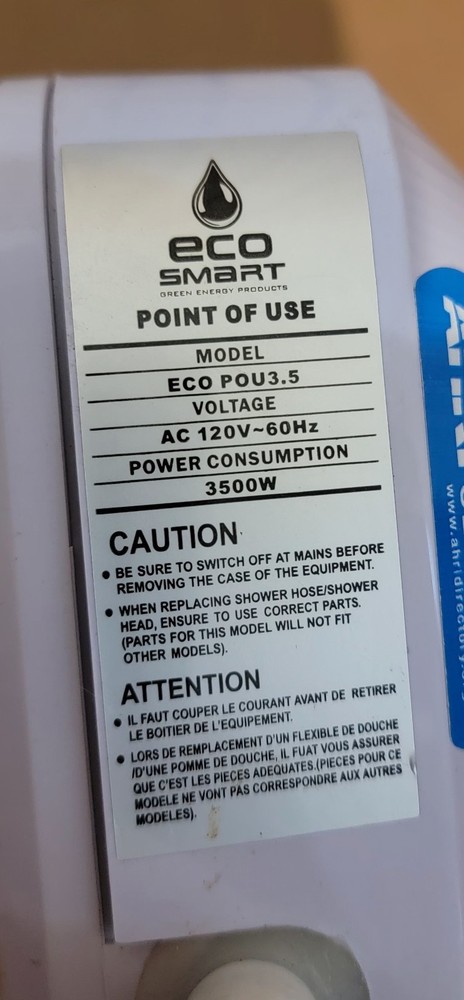 eco
SMART
GREEN ENERGY PRODUCTS
POINT OF USE
MODEL
ECO POU3.5
VOLTAGE
AC 120V~60Hz
POWER CONSUMPTION
3500W
CAUTION
• BE SURE TO SWITCH OFF AT MAINS BEFORE
REMOVING THE CASE OF THE EQUIPMENT.
• WHEN REPLACING SHOWER HOSE/SHOWER
HEAD, ENSURE TO USE CORRECT PARTS.
(PARTS FOR THIS MODEL WILL NOT FIT
OTHER MODELS).
ATTENTION
• IL FAUT COUPER LE COURANT AVANT DE RETIRER
LE BOITIER DE L'EQUIPEMENT.
• LORS DE REMPLACEMENT D'UN FLEXIBLE DE DOUCHE
/D'UNE POMME DE DOUCHE, IL FUAT VOUS ASSURER
QUE C'EST LES PIECES ADEQUATES.(PIECES POUR CE
MODELE NE VONT PAS CORRESPONDRE AUX AUTRES
MODELES).
www.ahridirectory.o